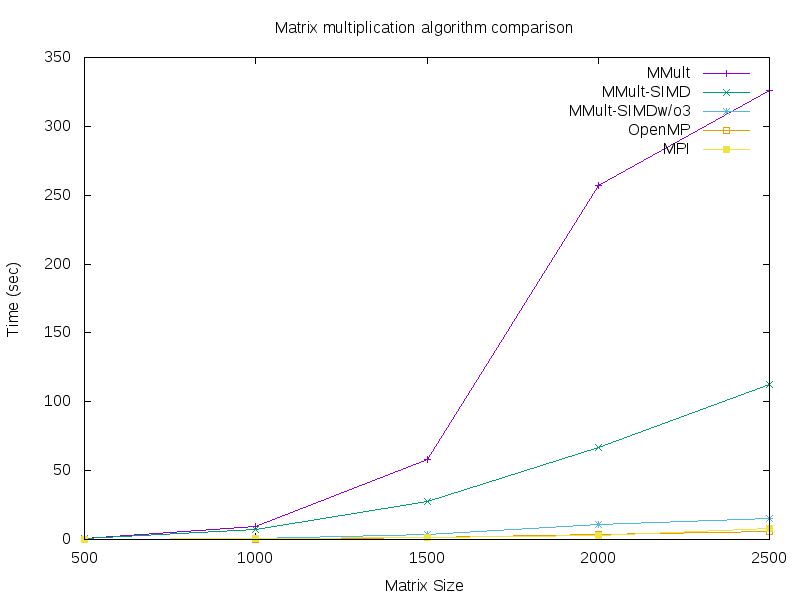 Matrix multiplication algorithm comparison
350
300
250
200
150
100
50
0
Time (sec)
MMult
MMult-SIMD
MMult-SIMDw/o3
OpenMP
MPI
500 1000 1500 2000 2500
Matrix Size